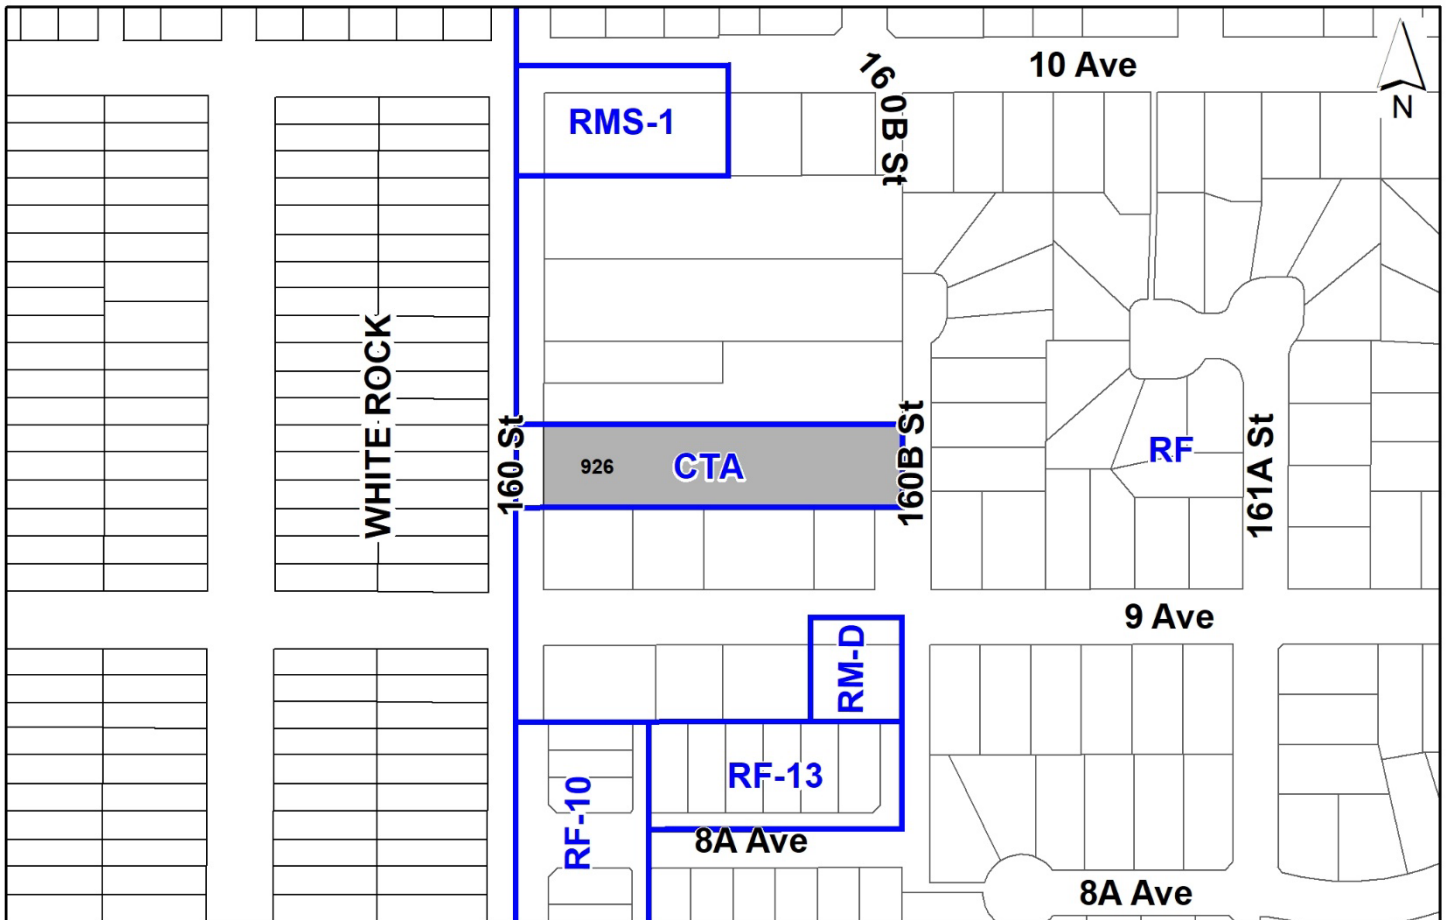 10 Ave
N
RMS-1
160B St
WHITE ROCK
160 St
926
CTA
160B St
RF
161A St
9 Ave
RM-D
RF-10
RF-13
8A Ave
8A Ave